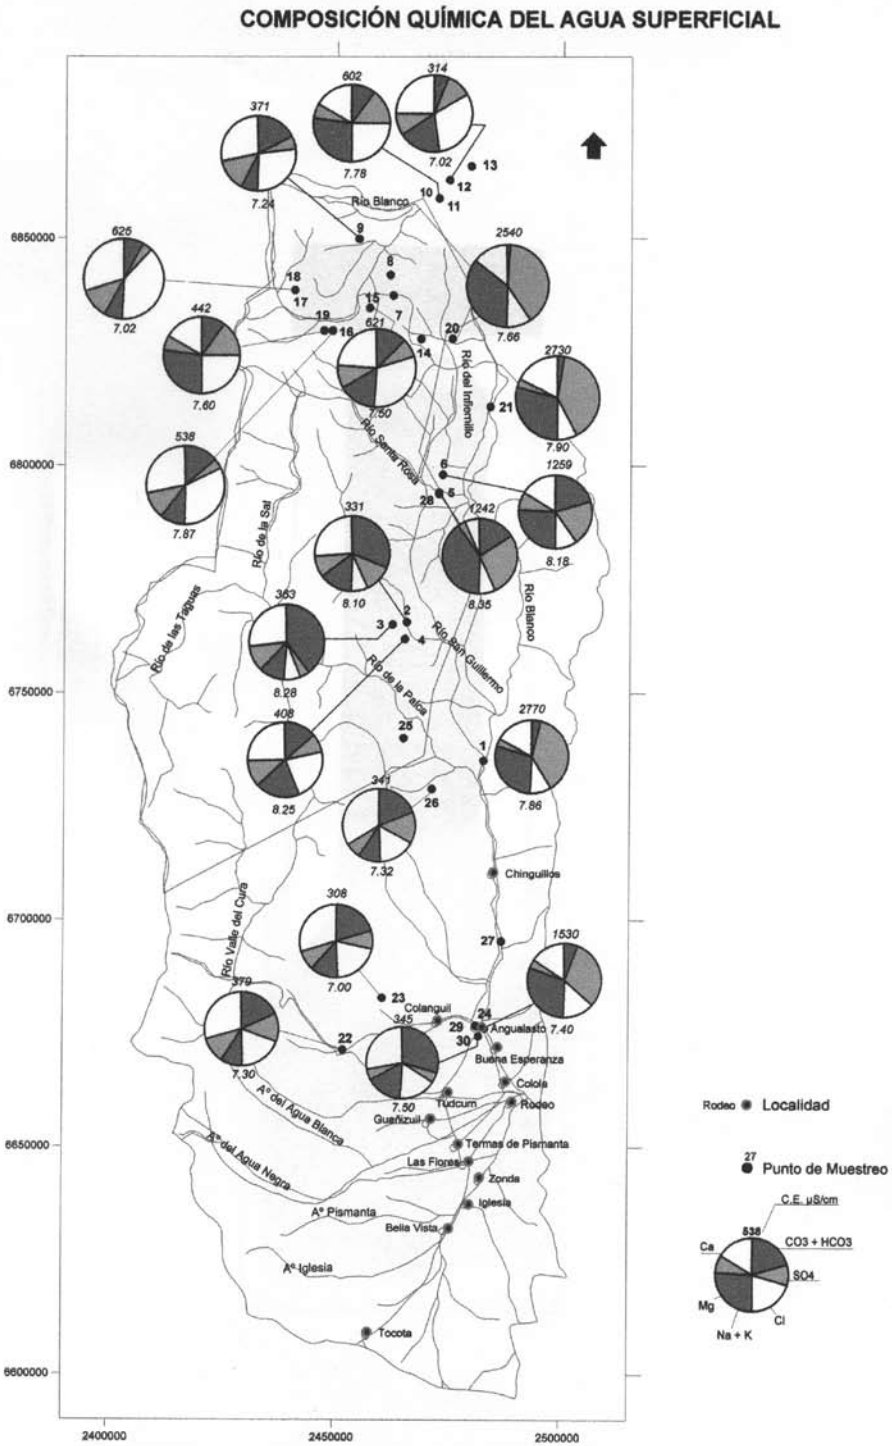 COMPOSICIÓN QUÍMICA DEL AGUA SUPERFICIAL
602
314
371
7.78
7.02
7.24
13
12
10
11
Río Blanco
6850000
9
625
8
2540
18
17
15
7
7.02
442
19
16
621
14
20
7.66
2730
7.60
7.50
Río del Infiernillo
21
7.90
Río Santa Rosa
6800000
538
6
1259
28
5
7.87
Río de la Sal
331
1242
8.18
8.10
8.35
Río Blanco
363
2
3
4
Río de las Taguas
Río San Guillermo
8.28
Río de la Palca
6750000
408
25
1
2770
8.25
341
26
7.86
7.32
Chinguillos
6700000
308
27
Río Valle del Cura
1530
7.00
23
379
Colanguil
24
345
29
Angualasto
7.40
22
30
Buena Esperanza
7.30
Colola
7.50
Tudcum
Rodeo
Aº del Agua Blanca
Guañizuil
Rodeo
Localidad
6650000
Aº del Agua Negra
Termas de Pismanta
Las Flores
27
Punto de Muestreo
Zonda
Aº Pismanta
Iglesia
C.E. µS/cm
Bella Vista
538
CO3 + HCO3
Ca
Aº Iglesia
SO4
Mg
Cl
Na + K
Tocota
6600000
2400000
2450000
2500000